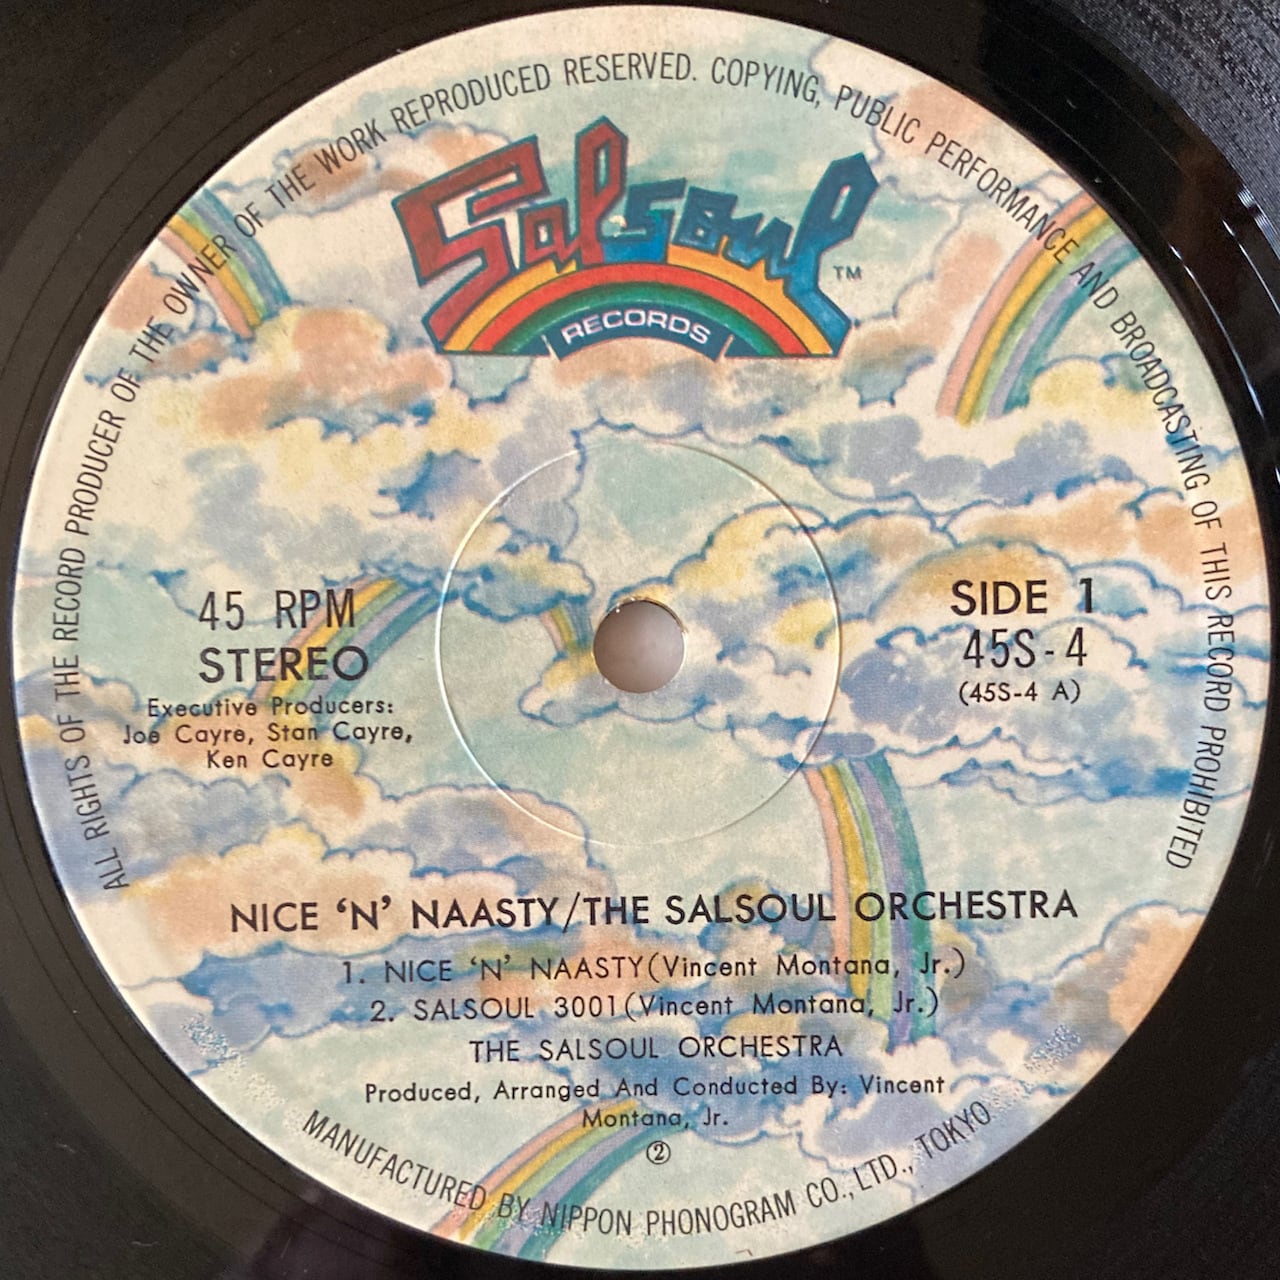 ALL RIGHTS OF THE RECORD PRODUCER OF THE OWNER OF THE WORK REPRODUCED RESERVED. COPYING, PUBLIC PERFORMANCE AND BROADCASTING OF THIS RECORD PROHIBITED
Salsoul TM
RECORDS
45 RPM
STEREO
Executive Producers:
Joe Cayre, Stan Cayre,
Ken Cayre
SIDE 1
45S-4
(45S-4 A)
NICE ‘N’ NAASTY/THE SALSOUL ORCHESTRA
1. NICE ‘N’ NAASTY(Vincent Montana, Jr.)
2. SALSOUL 3001(Vincent Montana, Jr.)
THE SALSOUL ORCHESTRA
Produced, Arranged And Conducted By: Vincent
Montana, Jr.
②
MANUFACTURED BY NIPPON PHONOGRAM CO., LTD., TOKYO